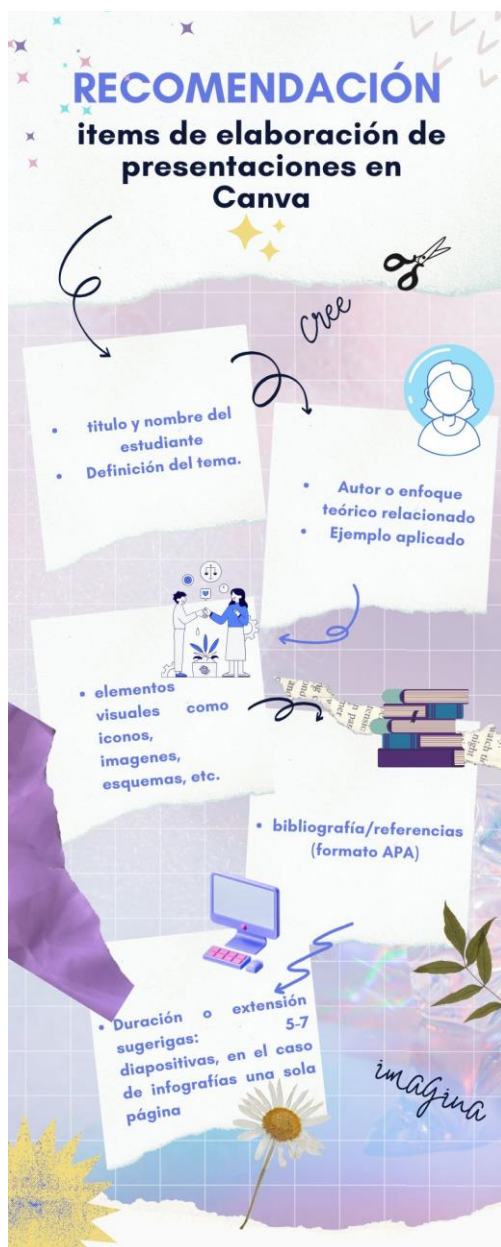 RECOMENDACIÓN
items de elaboración de
presentaciones en
Canva
cree
• titulo y nombre del
estudiante
• Definición del tema.
• Autor o enfoque
teórico relacionado
• Ejemplo aplicado
• elementos
visuales como
iconos,
imagenes,
esquemas, etc.
• bibliografía/referencias
(formato APA)
• Duración o extensión
sugerigas: 5-7
diapositivas, en el caso
de infografías una sola
página
imagina